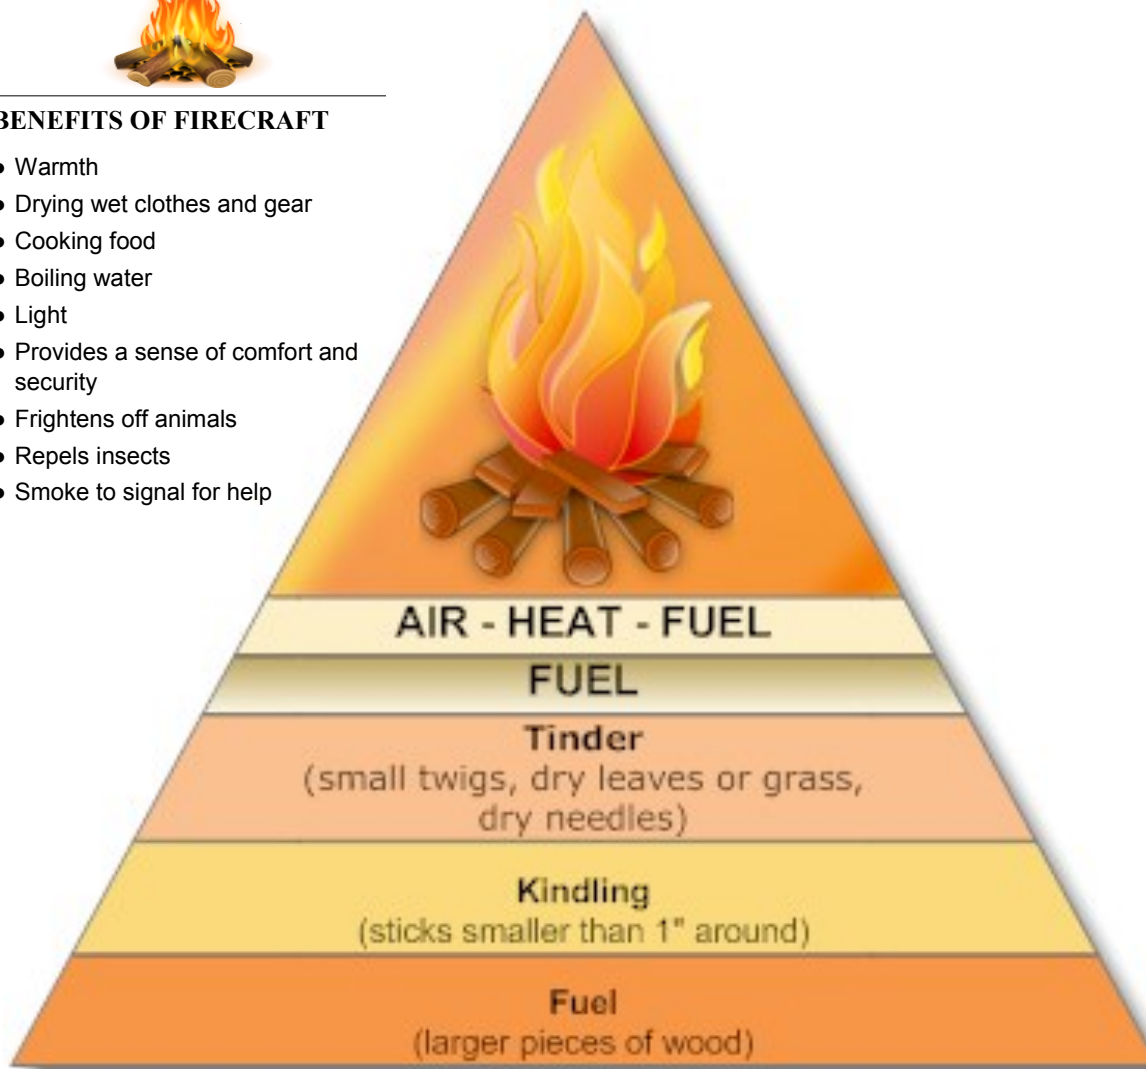 BENEFITS OF FIRECRAFT
● Warmth
● Drying wet clothes and gear
● Cooking food
● Boiling water
● Light
● Provides a sense of comfort and
security
● Frightens off animals
● Repels insects
● Smoke to signal for help
AIR - HEAT - FUEL
FUEL
Tinder
(small twigs, dry leaves or grass,
dry needles)
Kindling
(sticks smaller than 1" around)
Fuel
(larger pieces of wood)